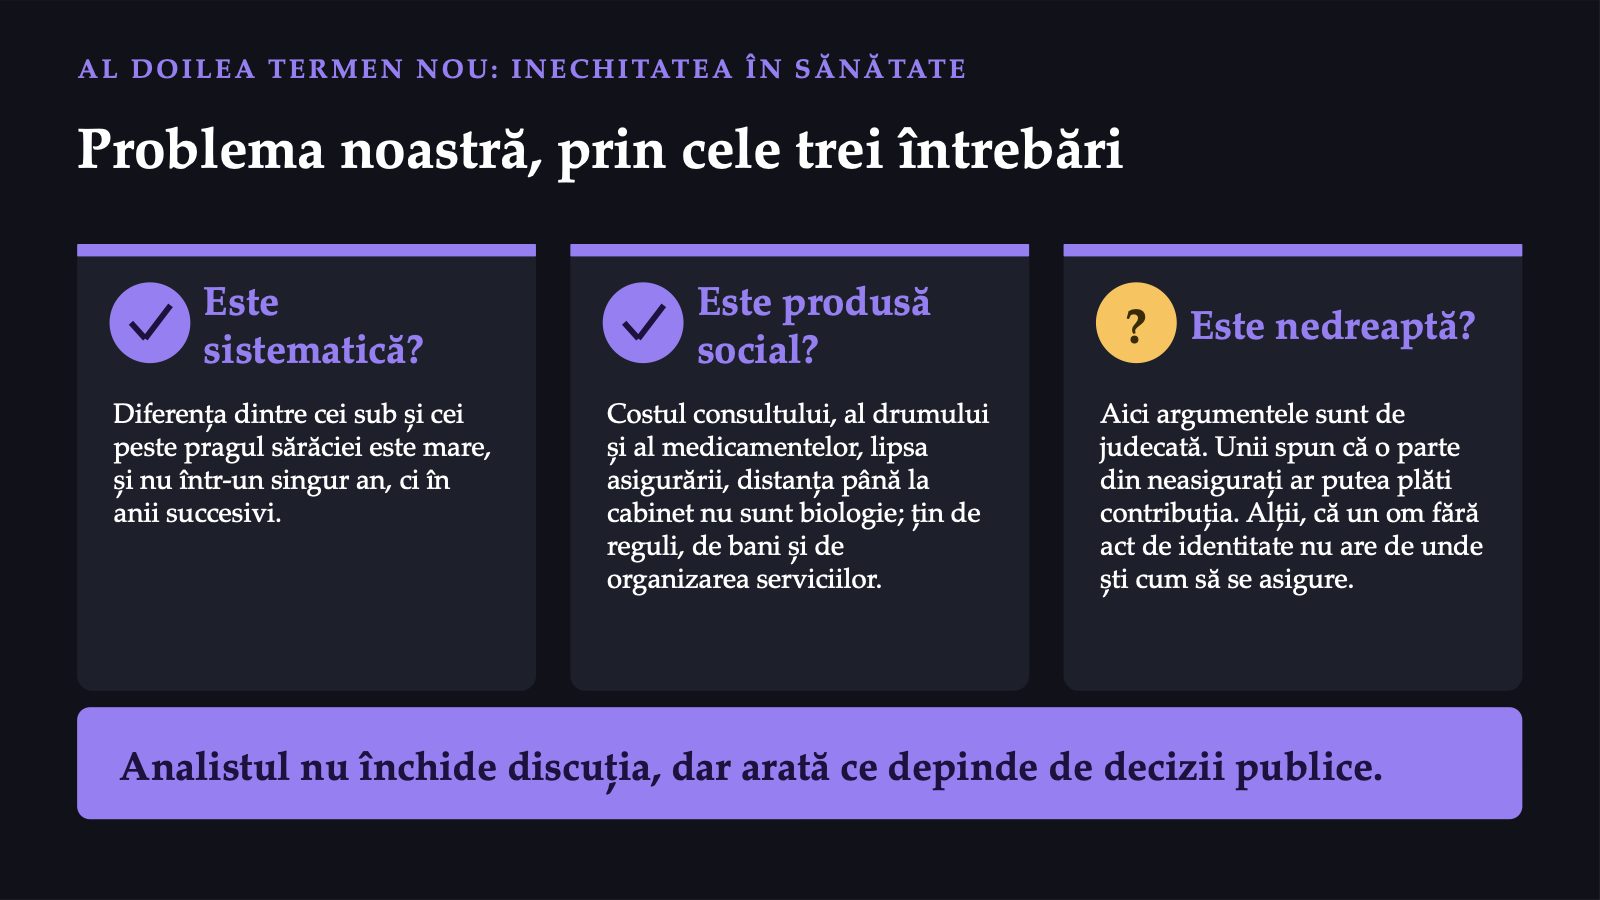 AL DOILEA TERMEN NOU: INECHITATEA ÎN SĂNĂTATE
Problema noastră, prin cele trei întrebări
Este
sistematică?
Diferența dintre cei sub și cei
peste pragul sărăciei este mare,
și nu într-un singur an, ci în
anii succesivi.
Este produsă
social?
Costul consultului, al drumului
și al medicamentelor, lipsa
asigurării, distanța până la
cabinet nu sunt biologie; țin de
reguli, de bani și de
organizarea serviciilor.
?
Este nedreaptă?
Aici argumentele sunt de
judecată. Unii spun că o parte
din neasigurați ar putea plăti
contribuția. Alții, că un om fără
act de identitate nu are de unde
ști cum să se asigure.
Analistul nu închide discuția, dar arată ce depinde de decizii publice.